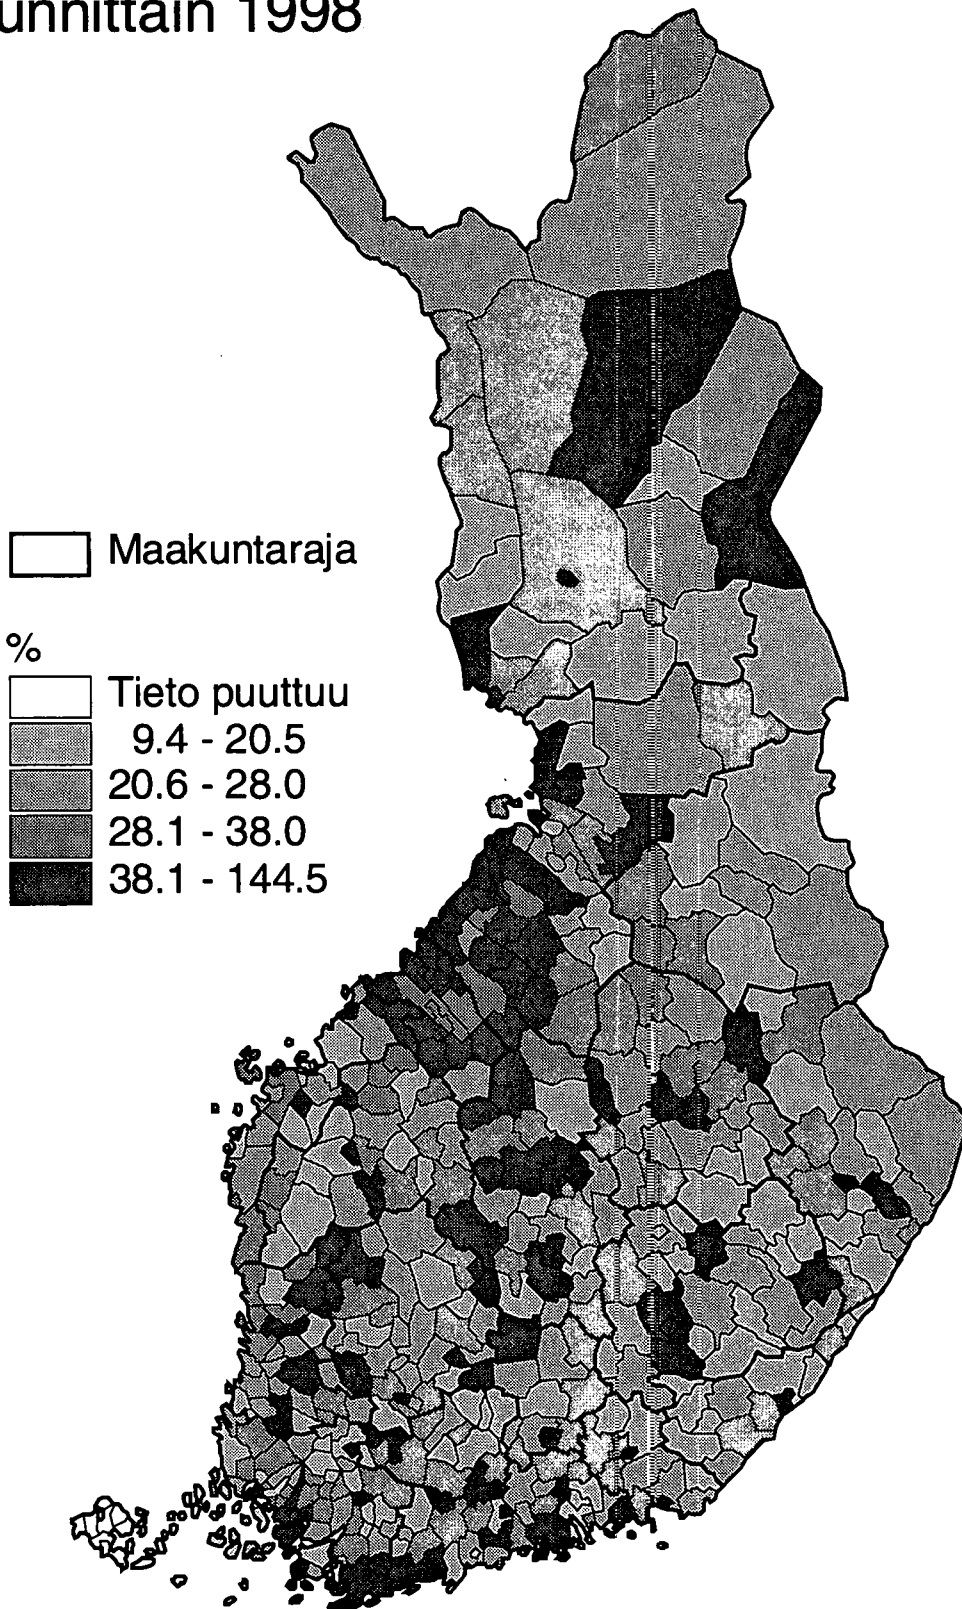 unnittain 1998
Maakuntaraja
%
Tieto puuttuu
9.4 - 20.5
20.6 - 28.0
28.1 - 38.0
38.1 - 144.5